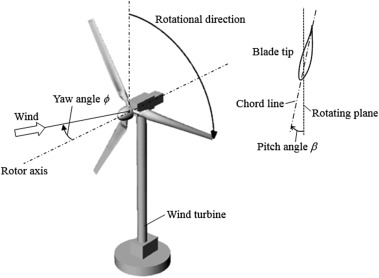 Rotational direction
Blade tip
Yaw angle ϕ
Chord line
Wind
Rotating plane
Pitch angle β
Rotor axis
Wind turbine